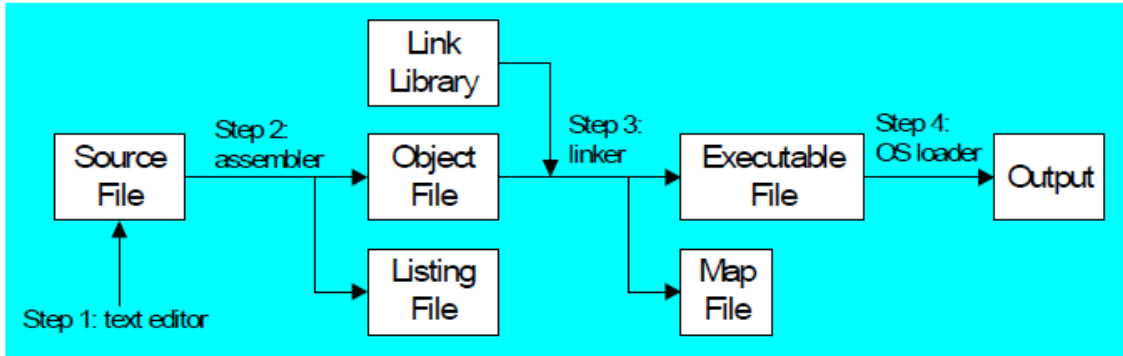 Link
Library
Step 2:
assembler
Step 3:
linker
Step 4:
OS loader
Source
File
Object
File
Executable
File
Output
Listing
File
Map
File
Step 1: text editor